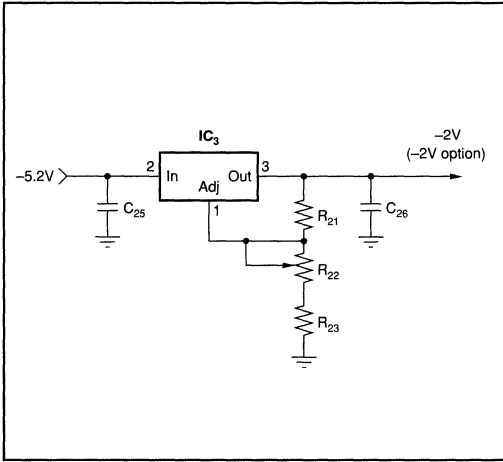 −2V
(−2V option)
IC3
−5.2V
2
In
Out
3
Adj
1
C25
R21
C26
R22
R23